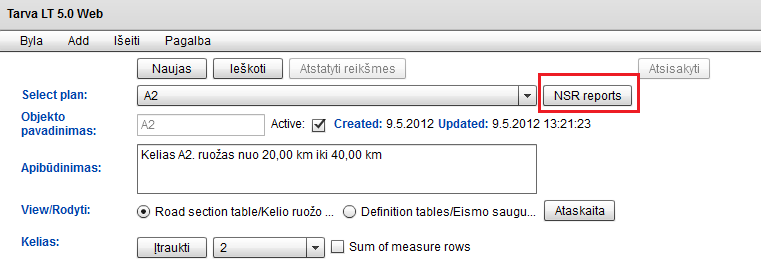 Tarva LT 5.0 Web
Byla Add Išeiti Pagalba
Naujas Ieškoti Atstatyti reikšmes Atsisakyti
Select plan: A2 NSR reports
Objekto pavadinimas: A2 Active: Created: 9.5.2012 Updated: 9.5.2012 13:21:23
Apibūdinimas: Kelias A2. ruožas nuo 20,00 km iki 40,00 km
View/Rodyti: Road section table/Kelio ruožo ... Definition tables/Eismo saugu... Ataskaita
Kelias: Įtraukti 2 Sum of measure rows